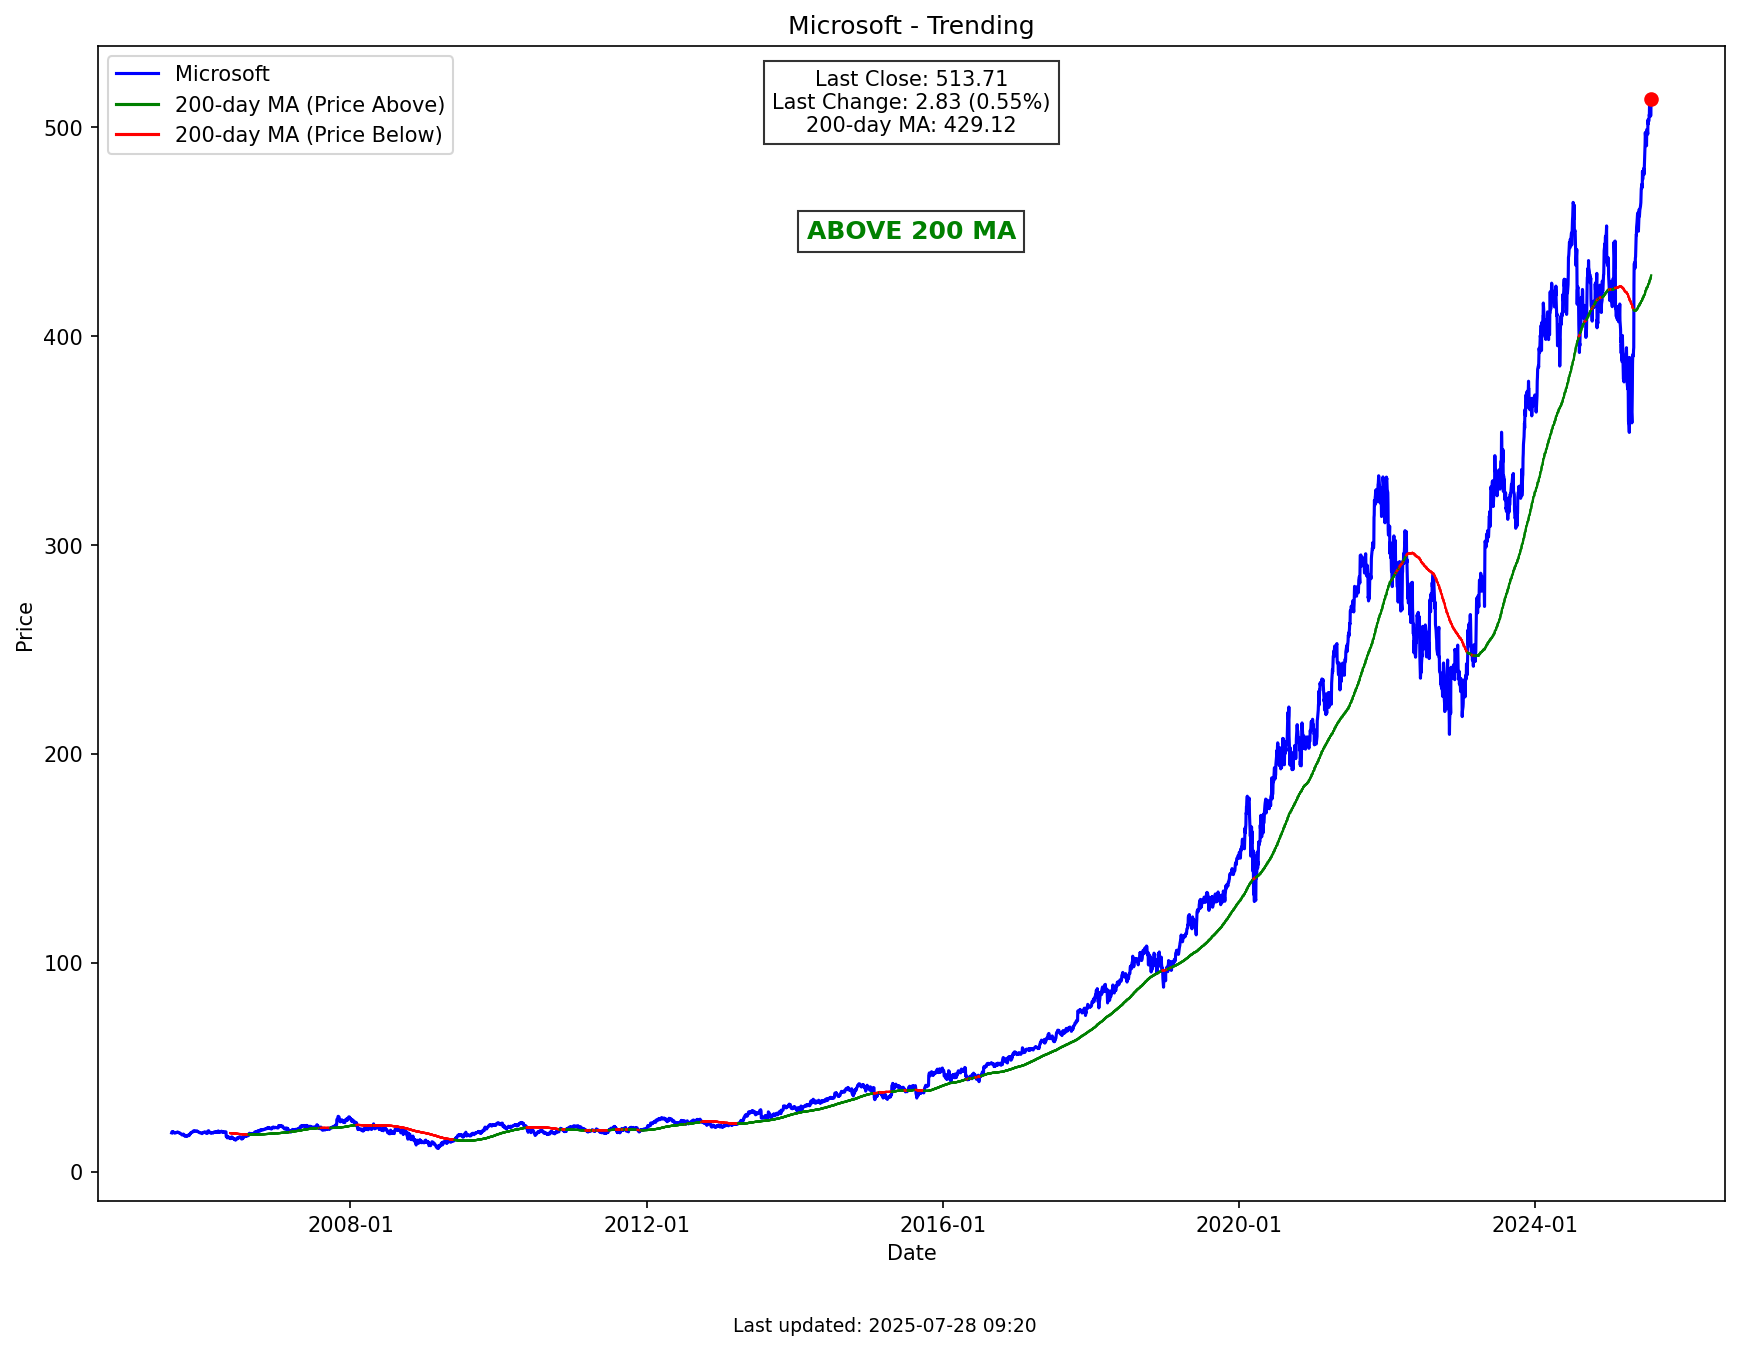 Microsoft - Trending
Microsoft
200-day MA (Price Above)
200-day MA (Price Below)
Last Close: 513.71
Last Change: 2.83 (0.55%)
200-day MA: 429.12
ABOVE 200 MA
500
400
300
200
100
0
Price
2008-01
2012-01
2016-01
2020-01
2024-01
Date
Last updated: 2025-07-28 09:20